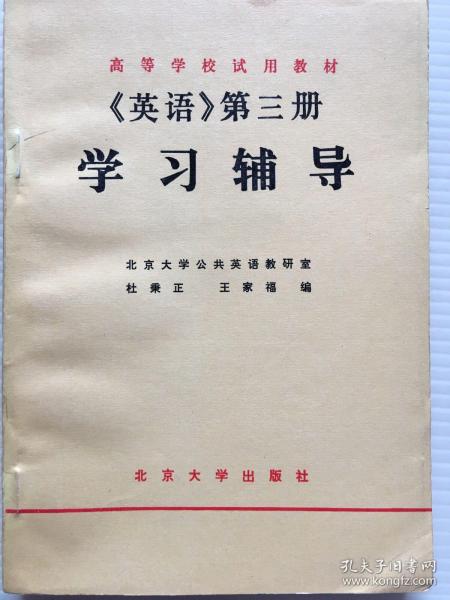 高等学校试用教材
《英语》第三册
学习辅导
北京大学公共英语教研室
杜秉正 王家福 编
北京大学出版社
孔夫子旧书网
www.kongfz.com